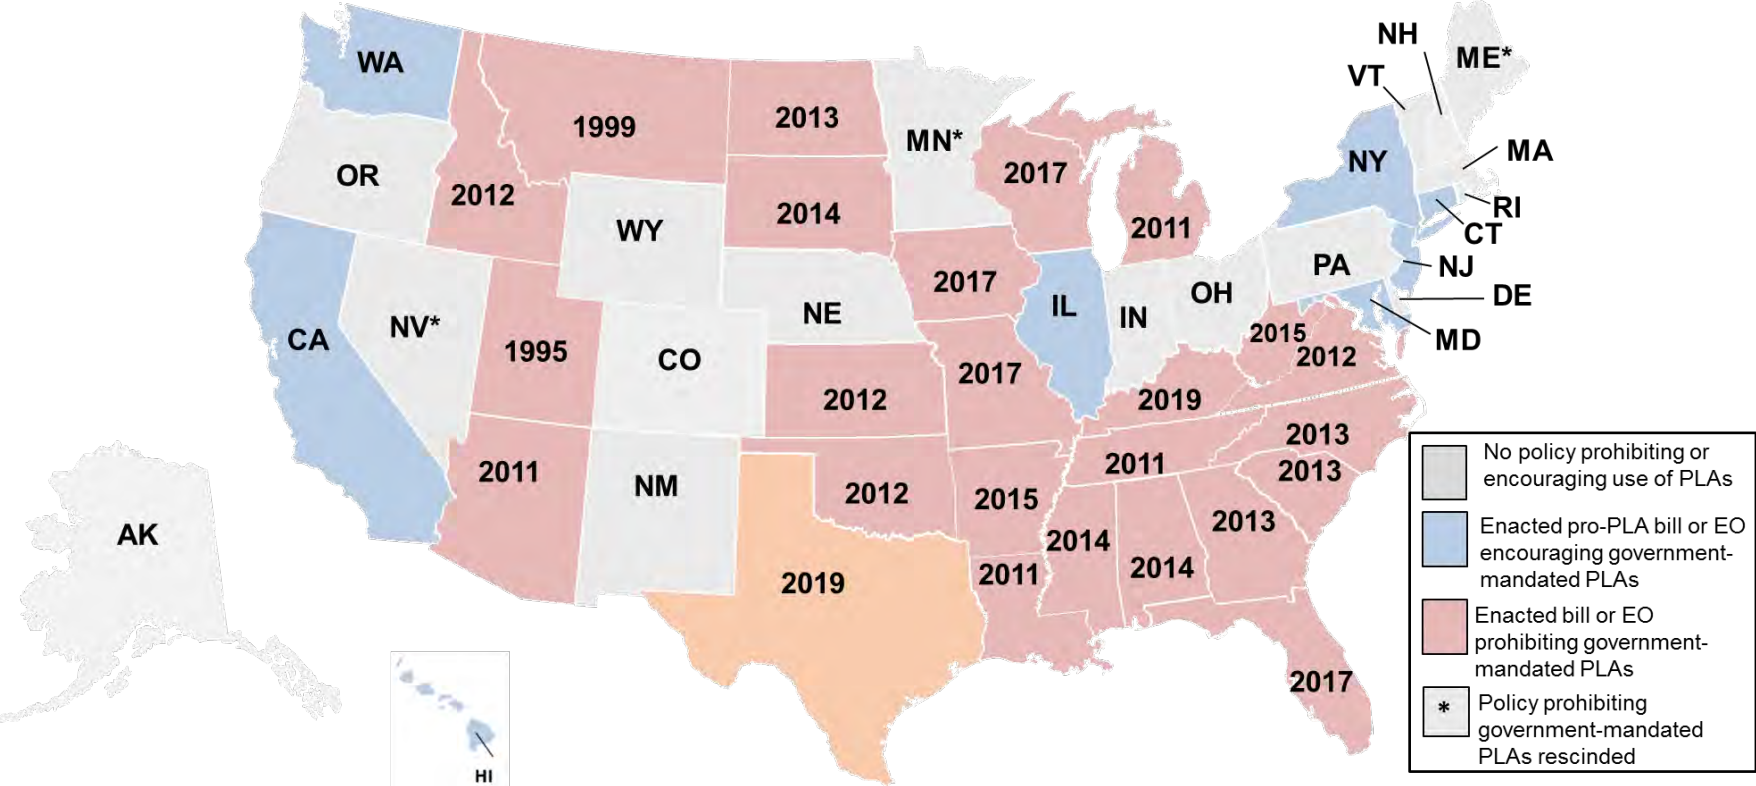 NH
ME*
WA
VT
1999
2013
MN*
MA
NY
OR
2012
2017
RI
2014
WY
2011
CT
PA
NJ
2017
OH
DE
NE
IL
IN
NV*
CA
2015
MD
1995
2012
CO
2017
2012
2019
2013
2011
2013
2011
NM
2012
2015
2013
AK
2014
2014
2011
2019
2017
HI
No policy prohibiting or
encouraging use of PLAs
Enacted pro-PLA bill or EO
encouraging government-
mandated PLAs
Enacted bill or EO
prohibiting government-
mandated PLAs
*
Policy prohibiting
government-mandated
PLAs rescinded